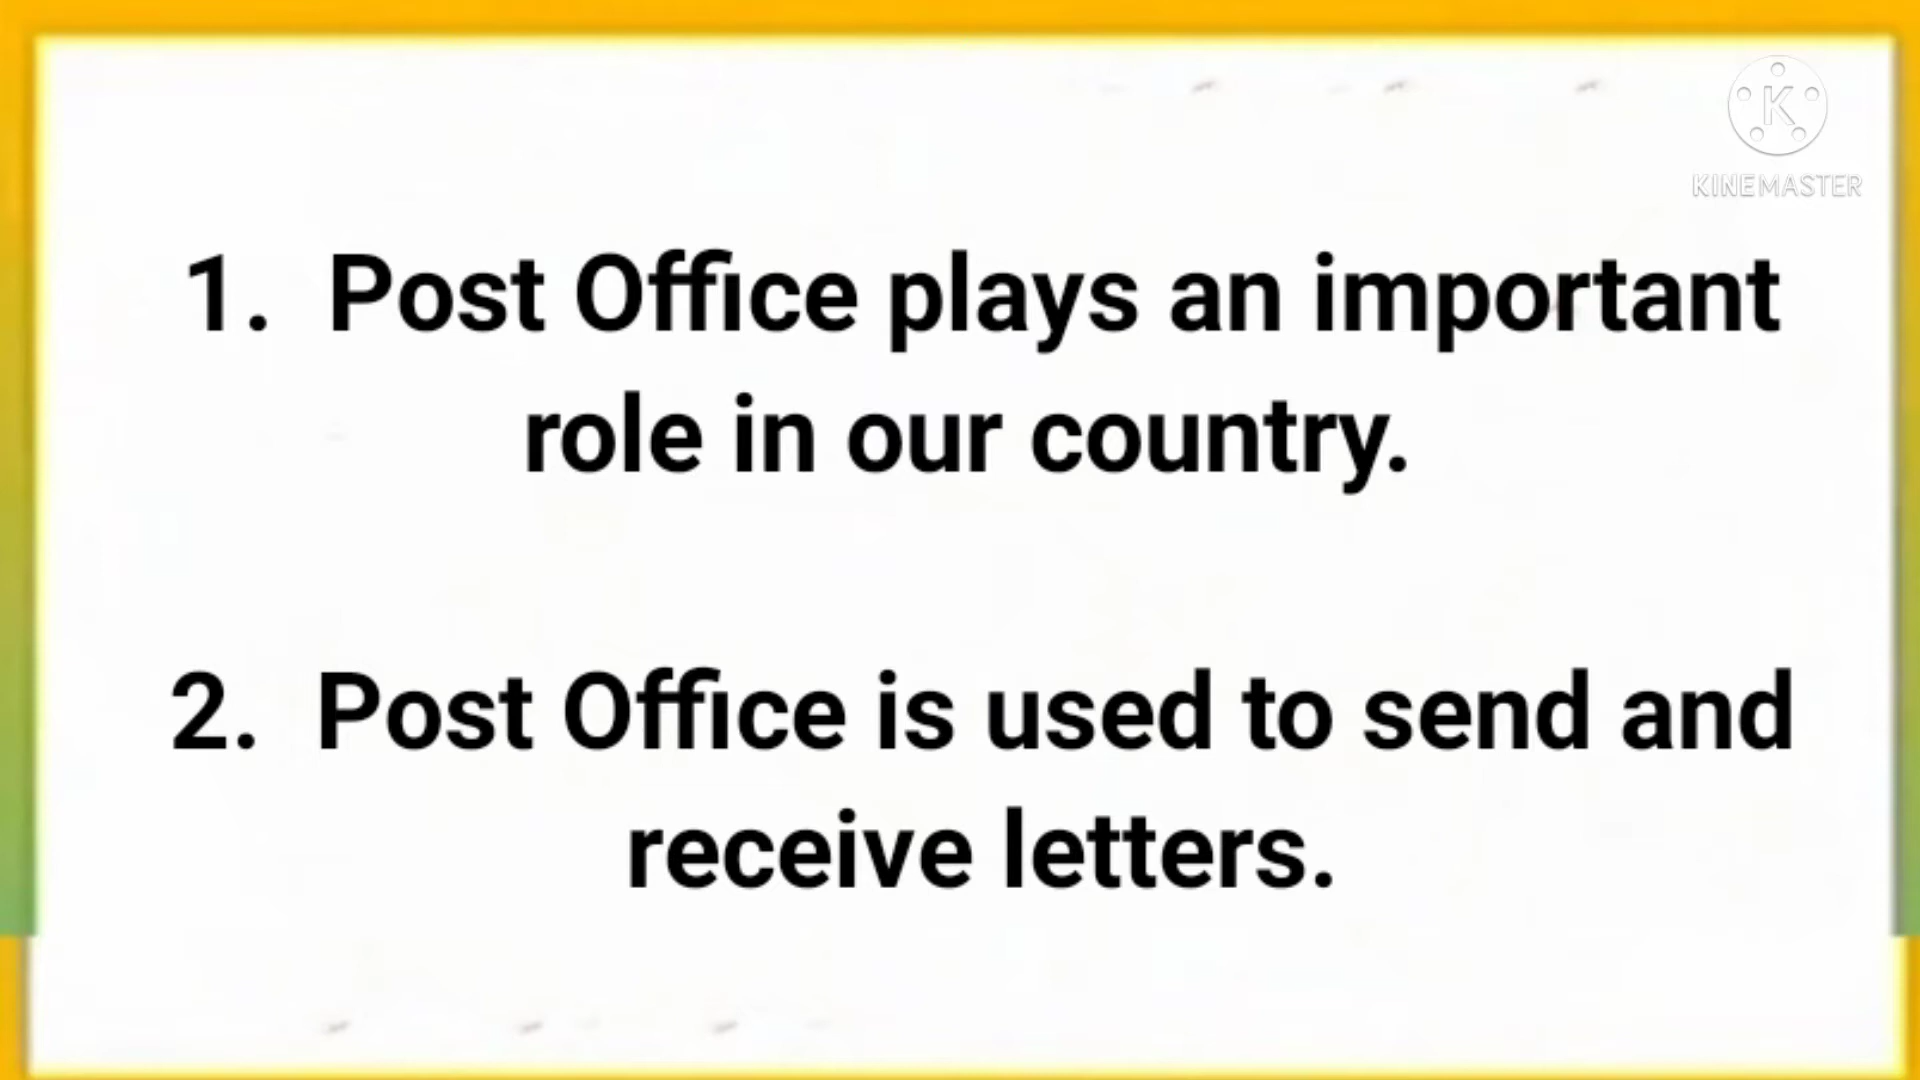 KINEMASTER
1. Post Office plays an important
role in our country.
2. Post Office is used to send and
receive letters.